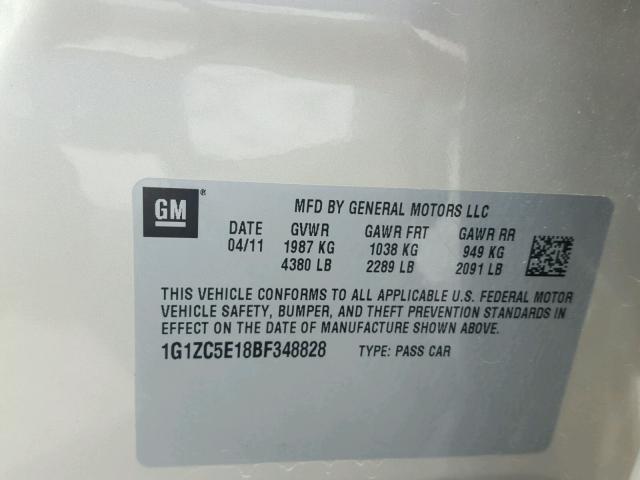 GM®
MFD BY GENERAL MOTORS LLC
DATE GVWR GAWR FRT GAWR RR
04/11 1987 KG 1038 KG 949 KG
4380 LB 2289 LB 2091 LB
THIS VEHICLE CONFORMS TO ALL APPLICABLE U.S. FEDERAL MOTOR
VEHICLE SAFETY, BUMPER, AND THEFT PREVENTION STANDARDS IN
EFFECT ON THE DATE OF MANUFACTURE SHOWN ABOVE.
1G1ZC5E18BF348828 TYPE: PASS CAR